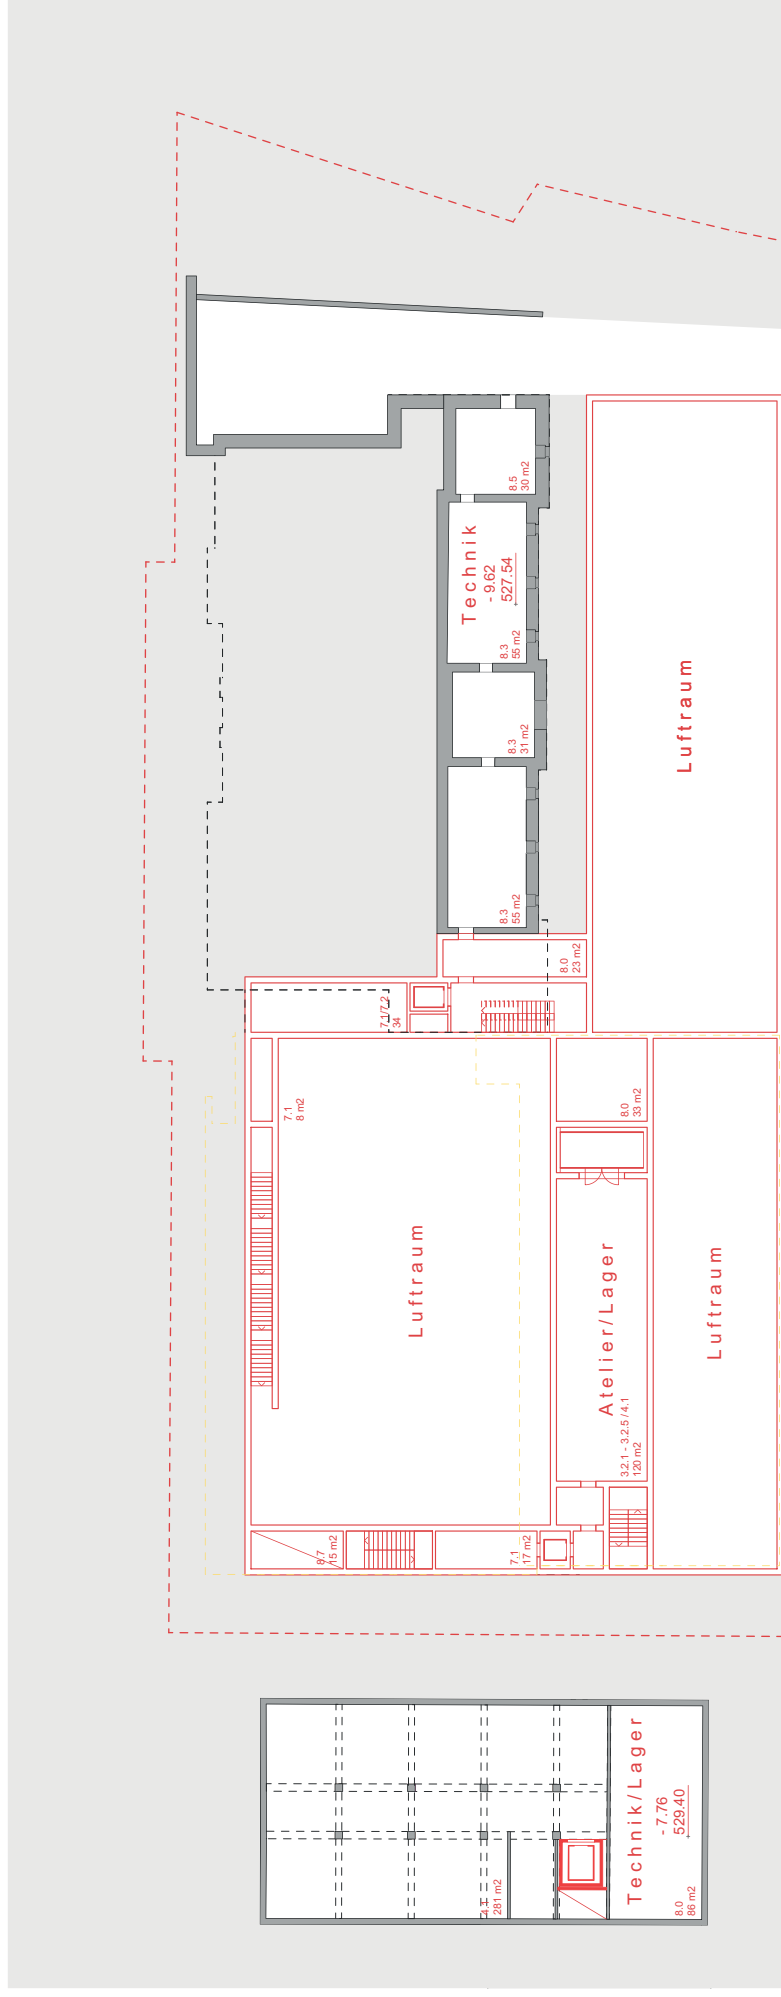 8.5
30 m2
Technik
- 9.62
527.54
8.3
55 m2
8.3
31 m2
Luftraum
8.3
55 m2
8.0
23 m2
7.1/7.2
34
7.1
8 m2
8.0
33 m2
Luftraum
Atelier/Lager
3.2.1 - 3.2.5 / 4.1
120 m2
Luftraum
8.7
15 m2
7.1
17 m2
Technik/Lager
- 7.76
529.40
4.1
281 m2
8.0
86 m2